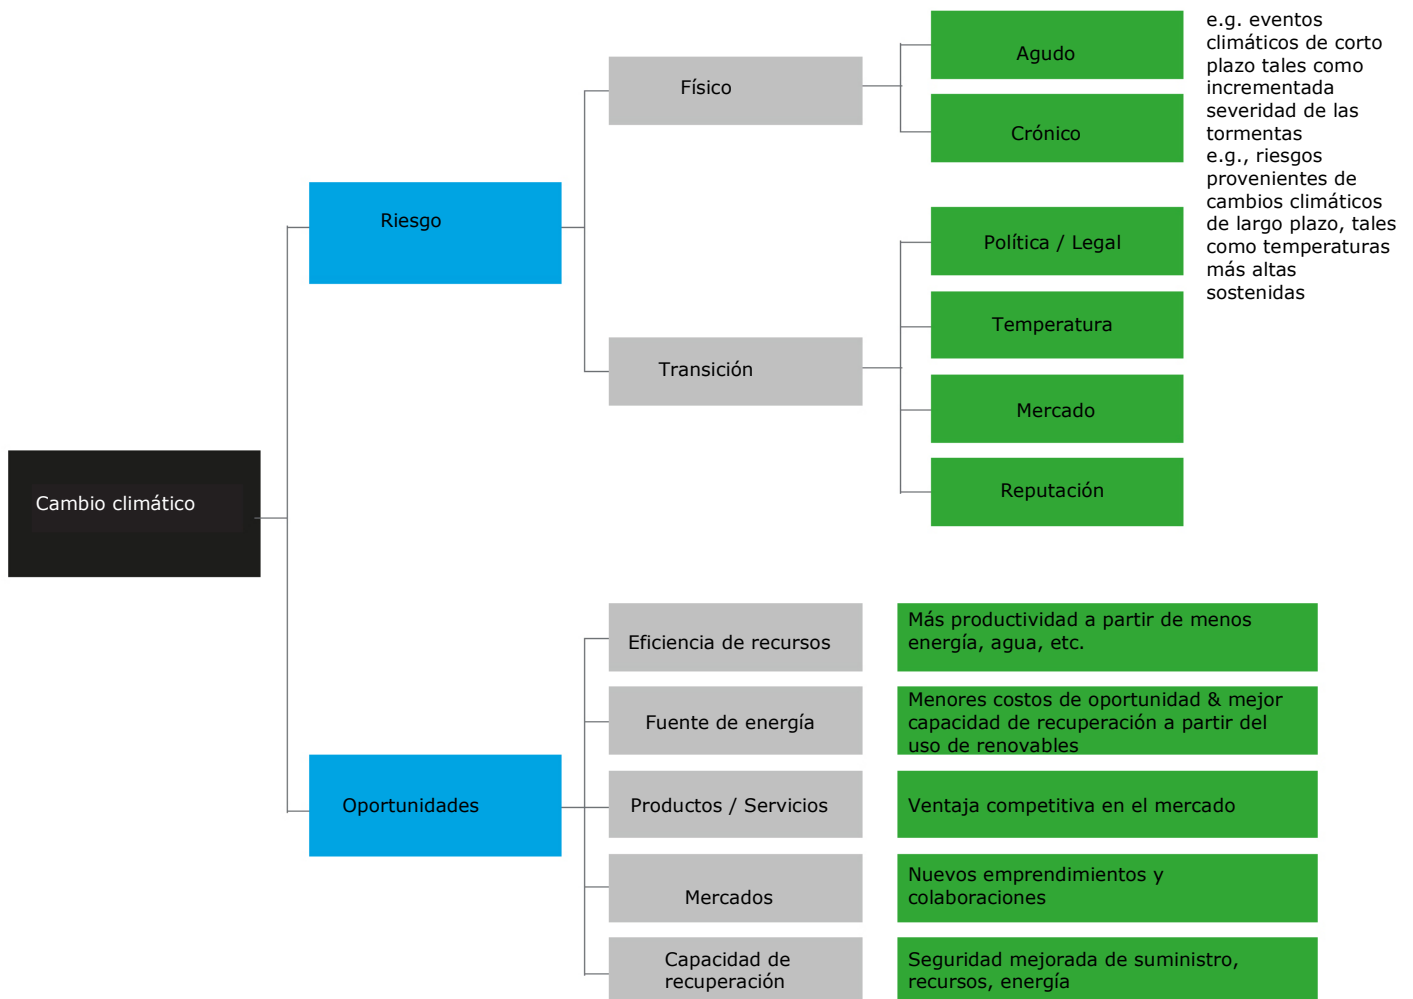 Cambio climático
Riesgo
Físico
Agudo
Crónico
e.g. eventos
climáticos de corto
plazo tales como
incrementada
severidad de las
tormentas
e.g., riesgos
provenientes de
cambios climáticos
de largo plazo, tales
como temperaturas
más altas
sostenidas
Transición
Política / Legal
Temperatura
Mercado
Reputación
Oportunidades
Eficiencia de recursos
Más productividad a partir de menos
energía, agua, etc.
Fuente de energía
Menores costos de oportunidad & mejor
capacidad de recuperación a partir del
uso de renovables
Productos / Servicios
Ventaja competitiva en el mercado
Mercados
Nuevos emprendimientos y
colaboraciones
Capacidad de
recuperación
Seguridad mejorada de suministro,
recursos, energía